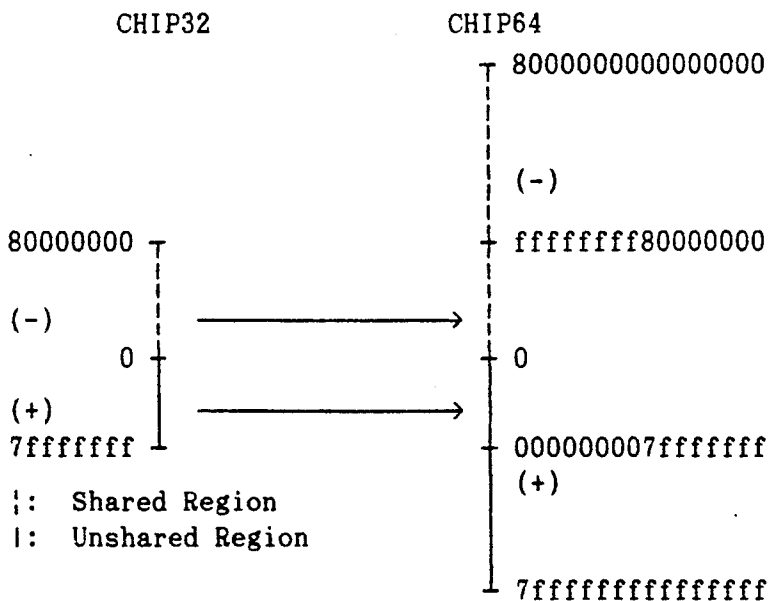 CHIP32 CHIP64
8000000000000000
(-)
80000000 ffffffff80000000
(-)
0 0
(+)
7fffffff 000000007fffffff
(+)
¦: Shared Region
|: Unshared Region
7fffffffffffffff